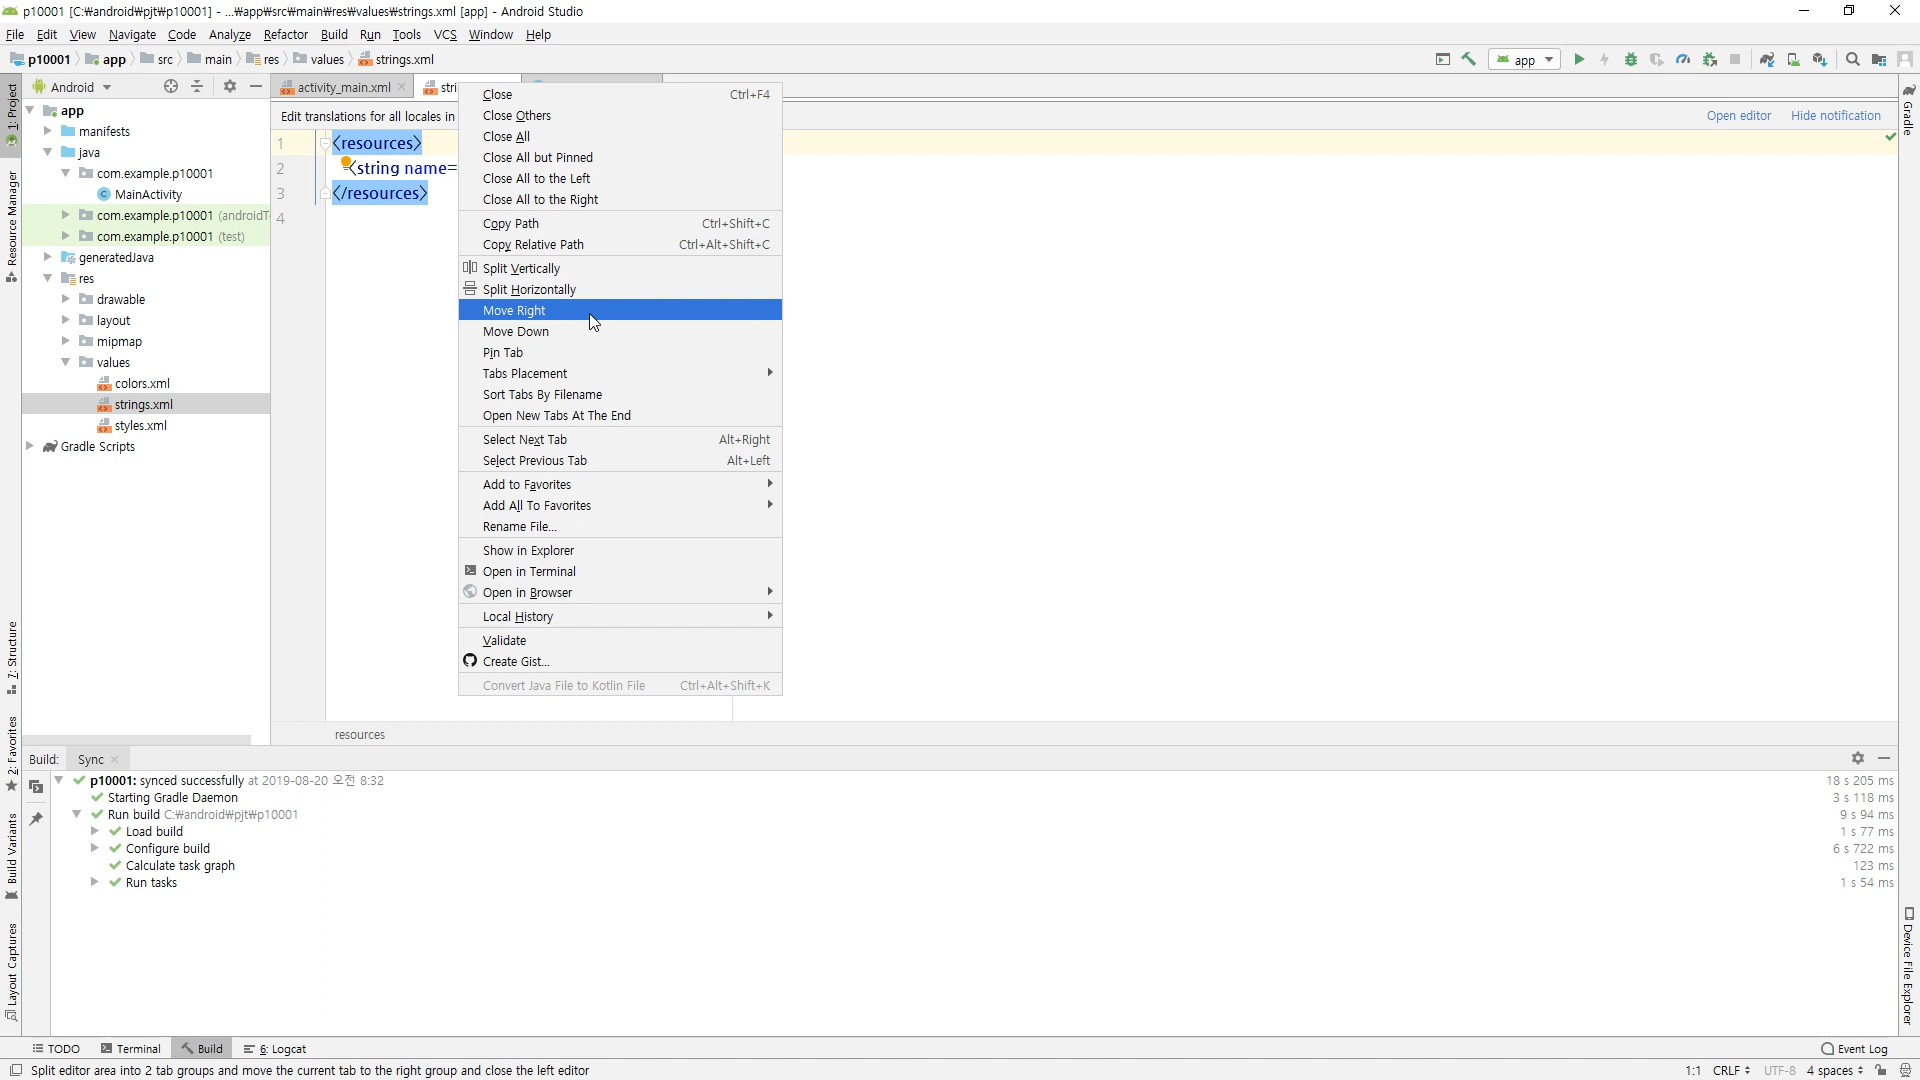 p10001 [C:₩android₩pjt₩p10001] - ...₩app₩src₩main₩res₩values₩strings.xml [app] - Android Studio
File Edit View Navigate Code Analyze Refactor Build Run Tools VCS Window Help
p10001 app src main res values strings.xml
app
Android
activity_main.xml
stri
1: Project
Resource Manager
7: Structure
2: Favorites
Build Variants
Layout Captures
Gradle
Device File Explorer
app
manifests
java
com.example.p10001
MainActivity
com.example.p10001 (androidT
com.example.p10001 (test)
generatedJava
res
drawable
layout
mipmap
values
colors.xml
strings.xml
styles.xml
Gradle Scripts
Edit translations for all locales in
Open editor Hide notification
1 <resources>
2 <string name=
3 </resources>
4
Close Ctrl+F4
Close Others
Close All
Close All but Pinned
Close All to the Left
Close All to the Right
Copy Path Ctrl+Shift+C
Copy Relative Path Ctrl+Alt+Shift+C
Split Vertically
Split Horizontally
Move Right
Move Down
Pin Tab
Tabs Placement
Sort Tabs By Filename
Open New Tabs At The End
Select Next Tab Alt+Right
Select Previous Tab Alt+Left
Add to Favorites
Add All To Favorites
Rename File...
Show in Explorer
Open in Terminal
Open in Browser
Local History
Validate
Create Gist...
Convert Java File to Kotlin File Ctrl+Alt+Shift+K
resources
Build: Sync
p10001: synced successfully at 2019-08-20 오전 8:32 18 s 205 ms
Starting Gradle Daemon 3 s 118 ms
Run build C:₩android₩pjt₩p10001 9 s 94 ms
Load build 1 s 77 ms
Configure build 6 s 722 ms
Calculate task graph 123 ms
Run tasks 1 s 54 ms
TODO Terminal Build 6: Logcat Event Log
Split editor area into 2 tab groups and move the current tab to the right group and close the left editor 1:1 CRLF UTF-8 4 spaces